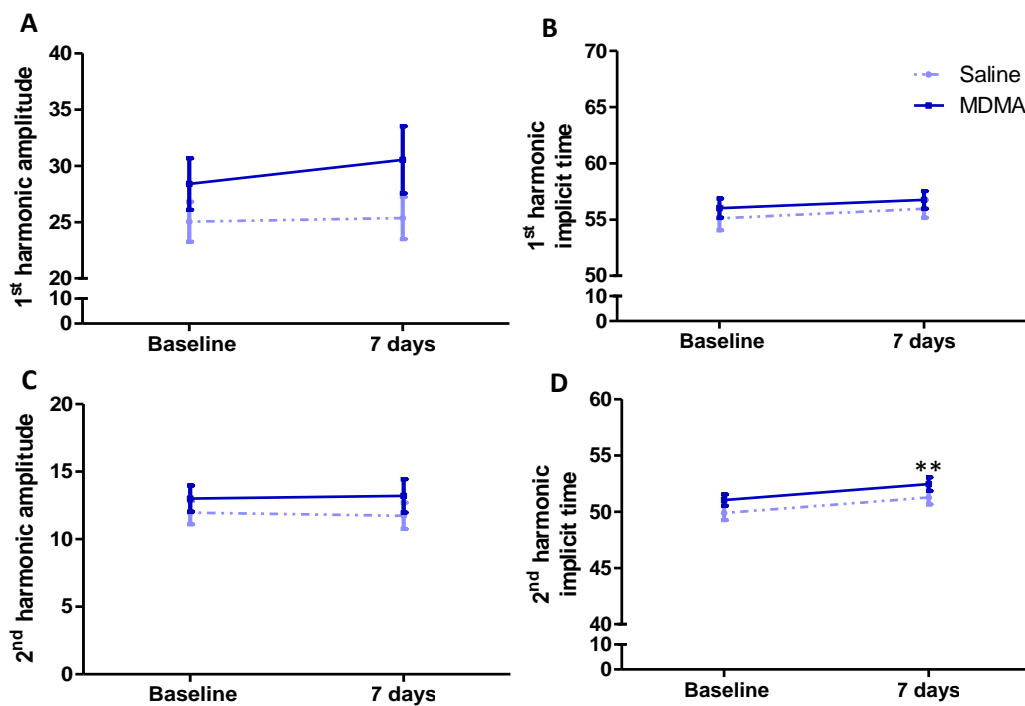 A
1st harmonic amplitude
40
35
30
25
20
10
0
Baseline
7 days
B
1st harmonic
implicit time
70
65
60
55
50
10
0
Saline
MDMA
Baseline
7 days
C
2nd harmonic amplitude
20
15
10
5
0
Baseline
7 days
D
2nd harmonic
implicit time
60
55
50
45
40
10
0
**
Baseline
7 days